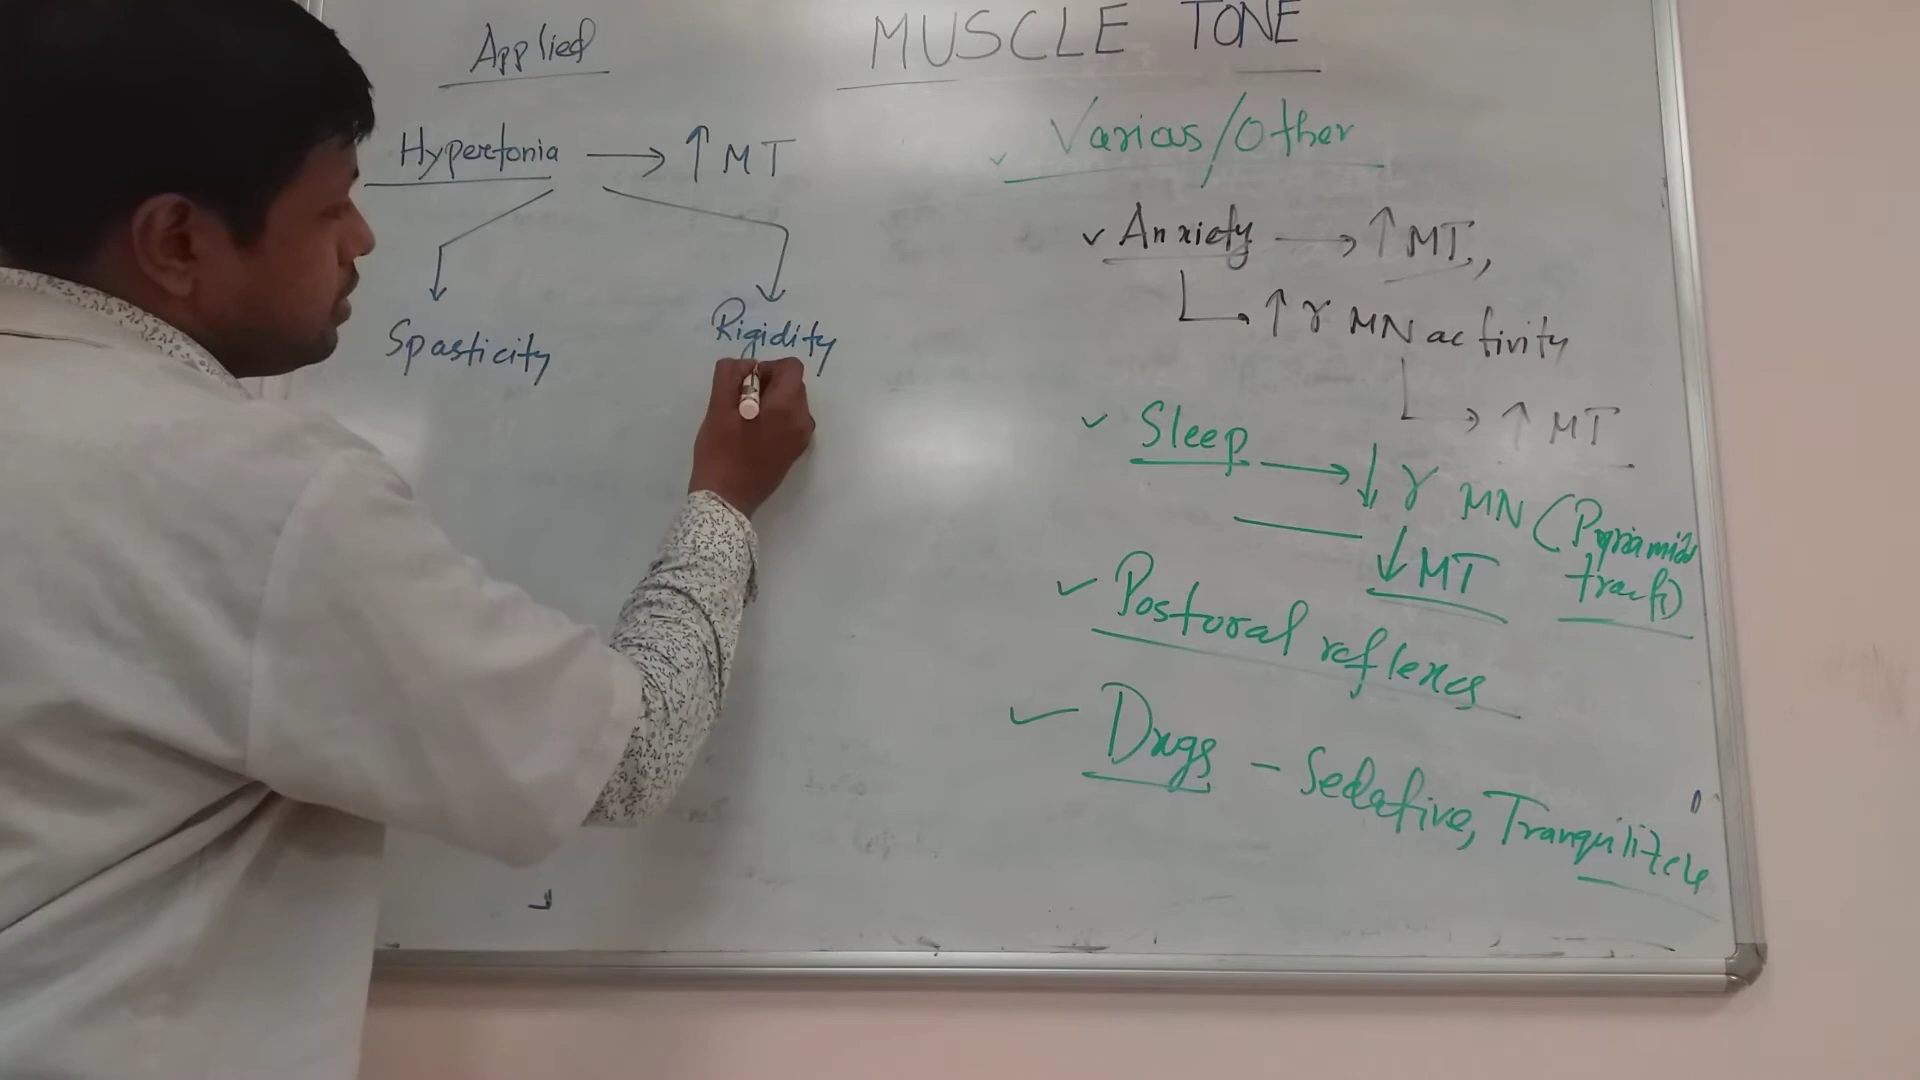 MUSCLE TONE
Applied
Hypertonia → ↑ MT
Spasticity
Rigidity
Various/Other
✓ Anxiety → ↑ MT,
↑ γ MN activity
→ ↑ MT
✓ Sleep → ↓ γ MN (Pyramidal
tract)
↓ MT
✓ Postural reflexes
✓ Drugs - Sedative, Tranquilizers